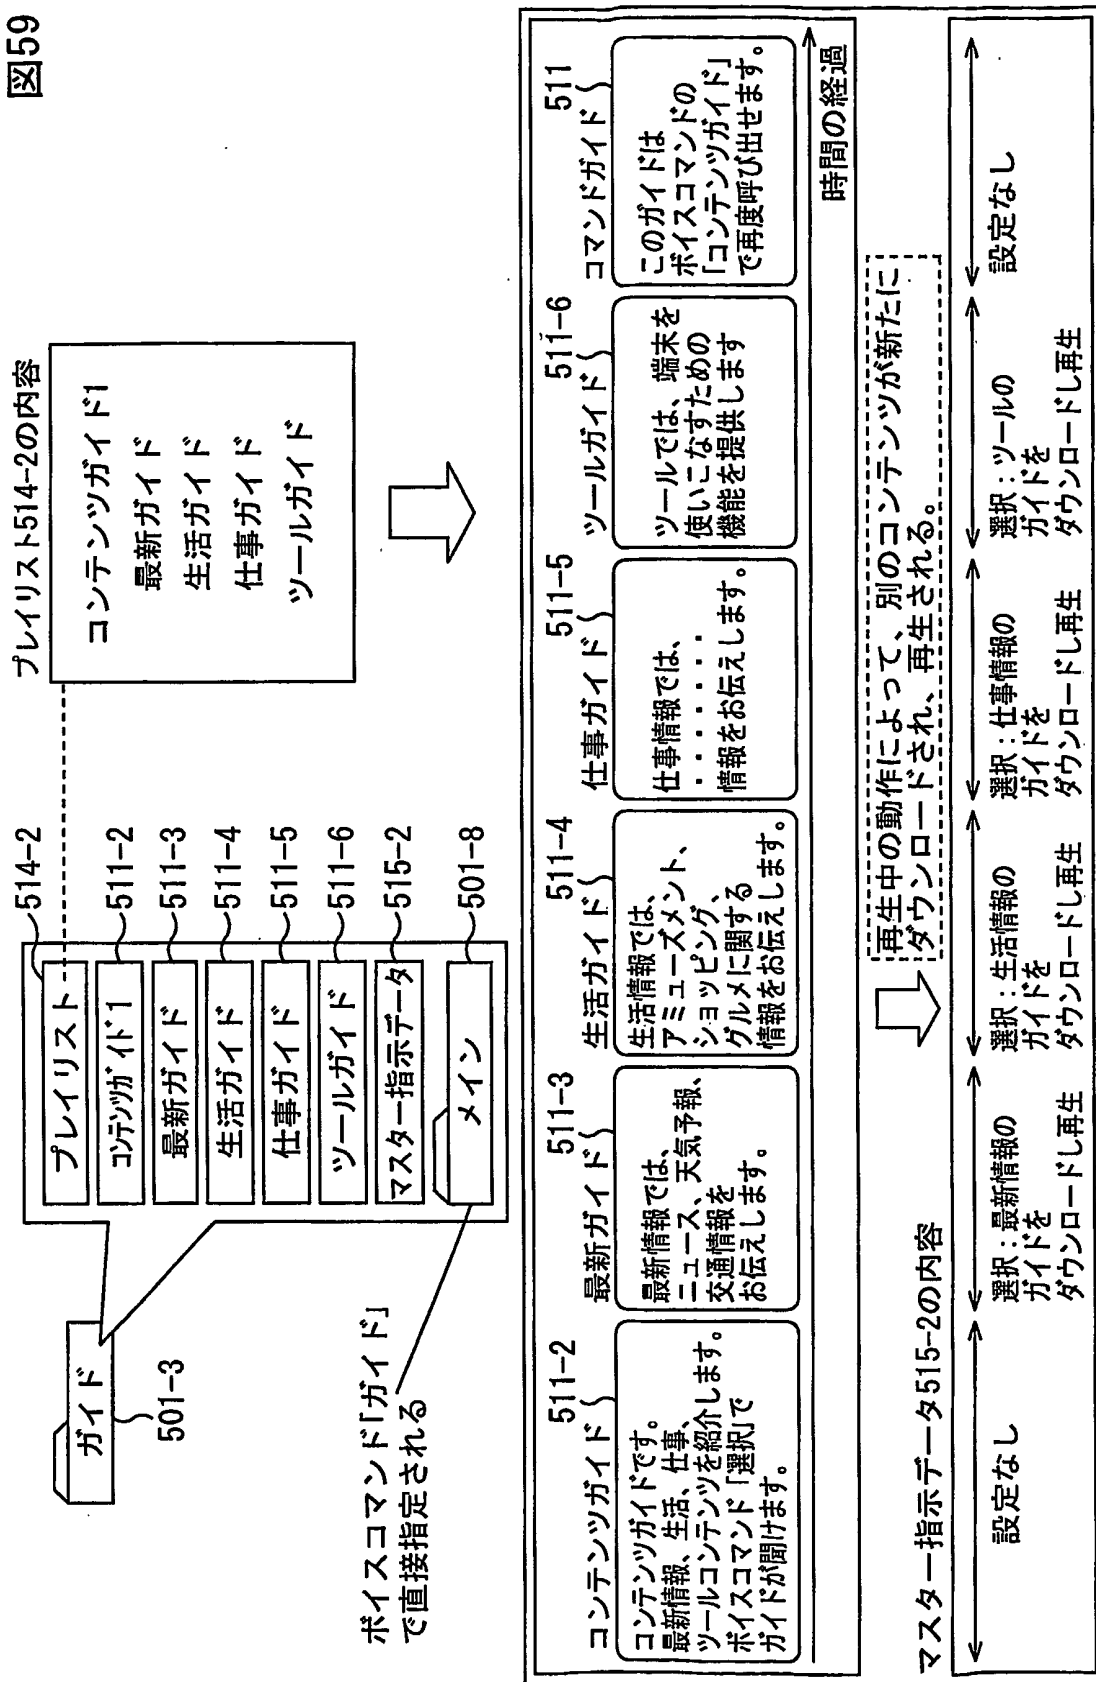 図59
ガイド
501-3
ボイスコマンド「ガイド」
で直接指定される
プレイリスト
514-2
コンテンツガイド1
511-2
最新ガイド
511-3
生活ガイド
511-4
仕事ガイド
511-5
ツールガイド
511-6
マスター指示データ
515-2
メイン
501-8
プレイリスト514-2の内容
コンテンツガイド1
最新ガイド
生活ガイド
仕事ガイド
ツールガイド
コンテンツガイド
511-2
コンテンツガイドです。
最新情報、生活、仕事、
ツールコンテンツを紹介します。
ボイスコマンド「選択」で
ガイドが聞けます。
最新ガイド
511-3
最新情報では、
ニュース、天気予報、
交通情報を
お伝えします。
生活ガイド
511-4
生活情報では、
アミューズメント、
ショッピング、
グルメに関する
情報をお伝えします。
仕事ガイド
511-5
仕事情報では、
・・・・・・・・
情報をお伝えします。
ツールガイド
511-6
ツールでは、端末を
使いこなすための
機能を提供します
コマンドガイド
511
このガイドは
ボイスコマンドの
「コンテンツガイド」
で再度呼び出せます。
時間の経過
再生中の動作によって、別のコンテンツが新たに
ダウンロードされ、再生される。
マスター指示データ515-2の内容
設定なし
選択:最新情報の
ガイドを
ダウンロードし再生
選択:生活情報の
ガイドを
ダウンロードし再生
選択:仕事情報の
ガイドを
ダウンロードし再生
選択:ツールの
ガイドを
ダウンロードし再生
設定なし